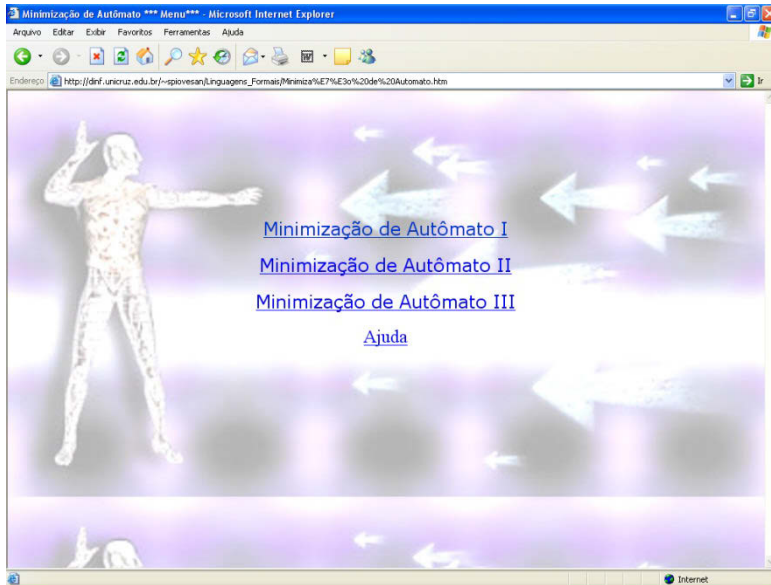 Minimização de Autômato *** Menu*** - Microsoft Internet Explorer
Arquivo Editar Exibir Favoritos Ferramentas Ajuda
Endereço http://dinf.unicruz.edu.br/~spiovesan/Linguagens_Formais/Minimiza%E7%E3o%20de%20Automato.htm Ir
Minimização de Autômato I
Minimização de Autômato II
Minimização de Autômato III
Ajuda
Internet